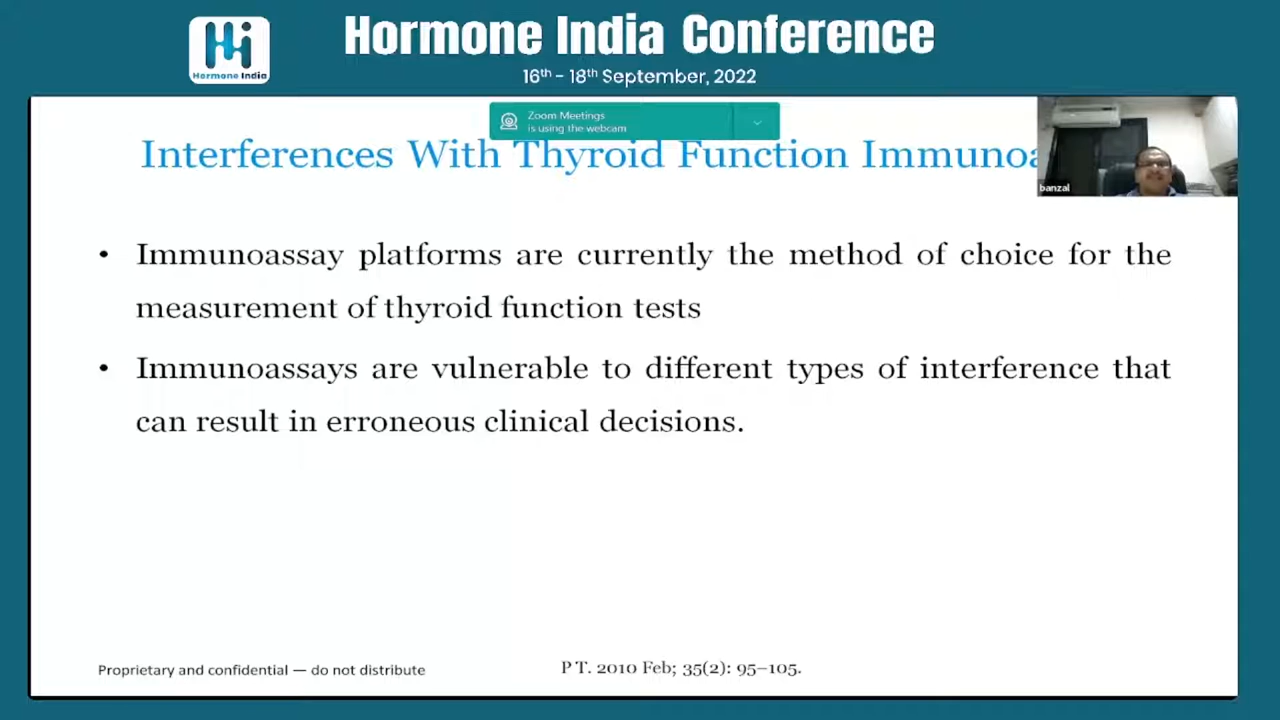 Hormone India Conference
16th - 18th September, 2022
Hormone India
Zoom Meetings
is using the webcam
Interferences With Thyroid Function Immunoa
banzal
• Immunoassay platforms are currently the method of choice for the
measurement of thyroid function tests
• Immunoassays are vulnerable to different types of interference that
can result in erroneous clinical decisions.
Proprietary and confidential — do not distribute
P T. 2010 Feb; 35(2): 95–105.